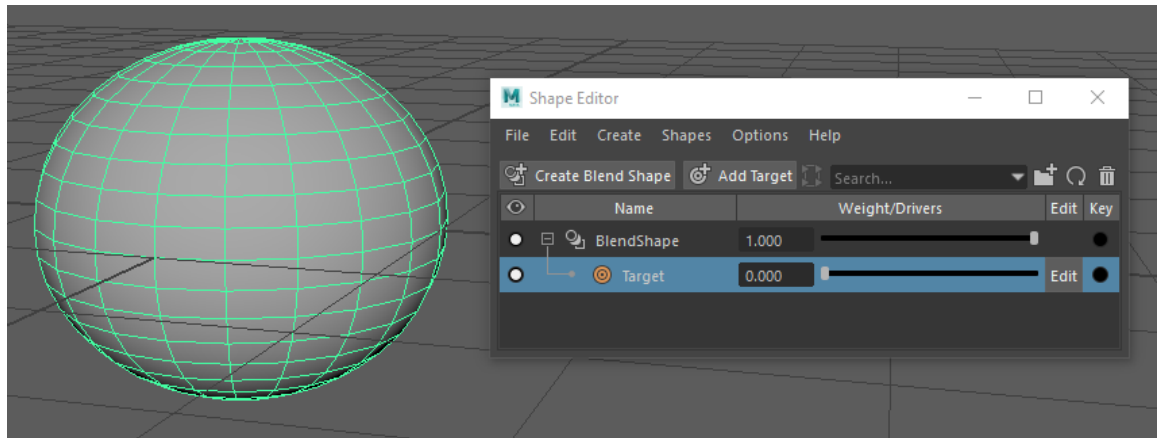 Shape Editor
File Edit Create Shapes Options Help
Create Blend Shape Add Target Search...
Name Weight/Drivers Edit Key
BlendShape 1.000
Target 0.000 Edit